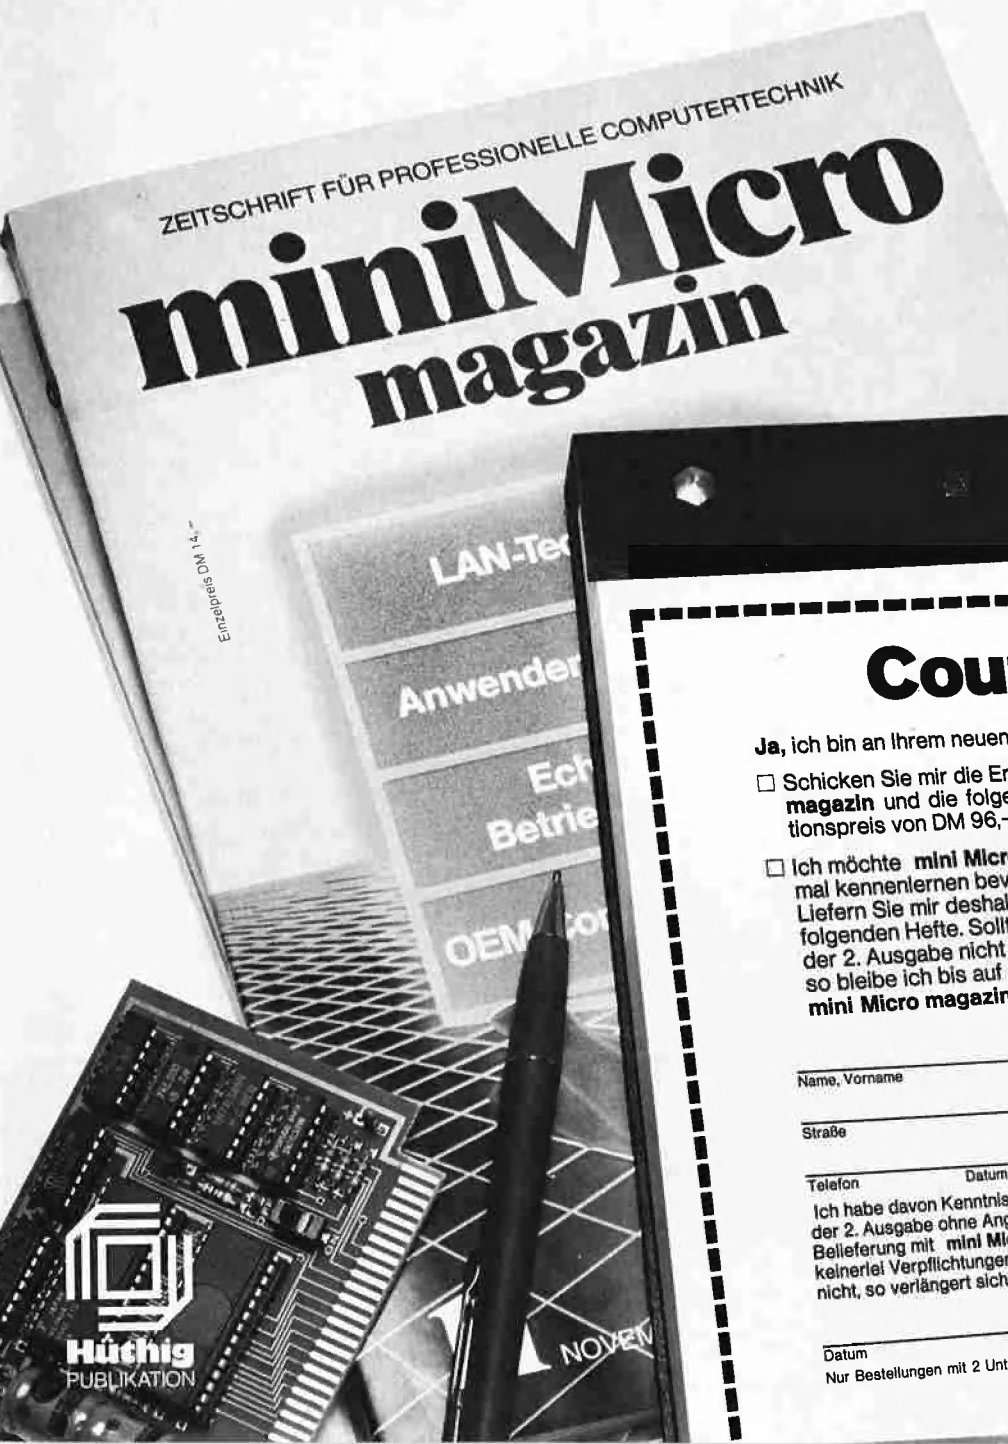 ZEITSCHRIFT FÜR PROFESSIONELLE COMPUTERTECHNIK
miniMicro
magazin
Einzelpreis DM 14,–
LAN-Tec
Anwender
Ech
Betrie
OEM-Co
NOVEM
Hüthig
PUBLIKATION
Cou
Ja, ich bin an Ihrem neuen
☐ Schicken Sie mir die Er
magazin und die folge
tionspreis von DM 96,–
☐ Ich möchte mini Micr
mal kennenlernen bev
Liefern Sie mir deshal
folgenden Hefte. Soll
der 2. Ausgabe nicht
so bleibe ich bis auf
mini Micro magazin
Name, Vorname
Straße
Telefon Datum
Ich habe davon Kenntnis
der 2. Ausgabe ohne Ang
Belieferung mit mini Mi
keinerlei Verpflichtungen
nicht, so verlängert sich
Datum
Nur Bestellungen mit 2 Unt